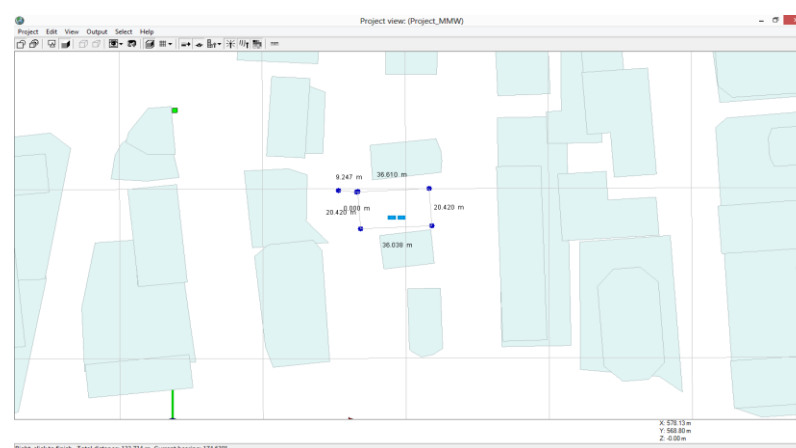 Project view: (Project_MMW)
Project Edit View Output Select Help
9.247 m
36.610 m
20.420 m
0.000 m
20.420 m
36.038 m
X: 578.13 m
Y: 568.80 m
Z: -0.00 m